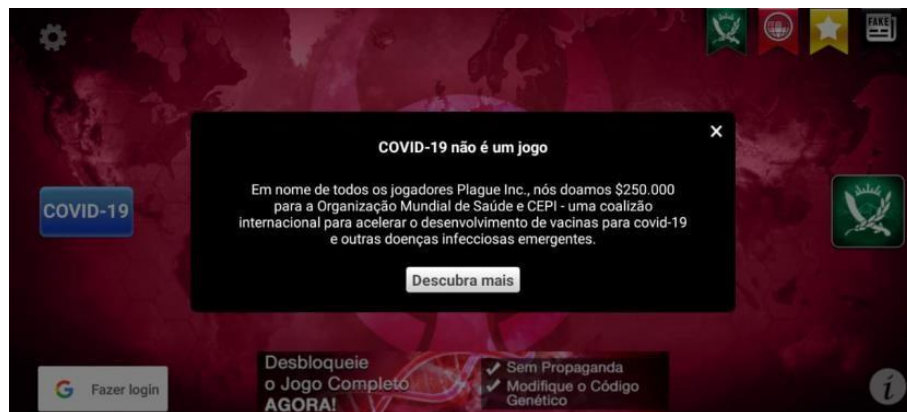 FAKE
COVID-19 não é um jogo
Em nome de todos os jogadores Plague Inc., nós doamos $250.000
para a Organização Mundial de Saúde e CEPI - uma coalizão
internacional para acelerar o desenvolvimento de vacinas para covid-19
e outras doenças infecciosas emergentes.
COVID-19
Descubra mais
Desbloqueie
o Jogo Completo
AGORA!
Sem Propaganda
Modifique o Código
Genético
Fazer login